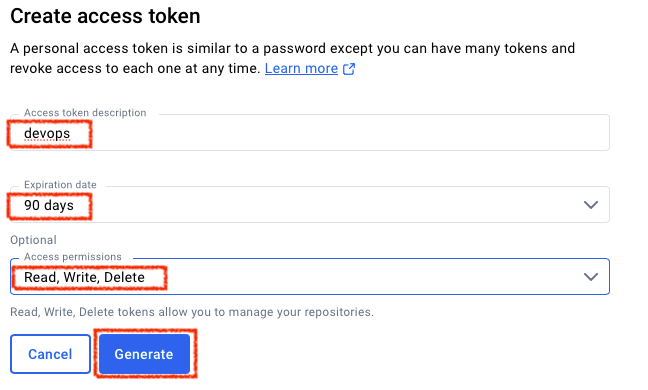 Create access token
A personal access token is similar to a password except you can have many tokens and
revoke access to each one at any time. Learn more
Access token description
devops
Expiration date
90 days
Optional
Access permissions
Read, Write, Delete
Read, Write, Delete tokens allow you to manage your repositories.
Cancel Generate